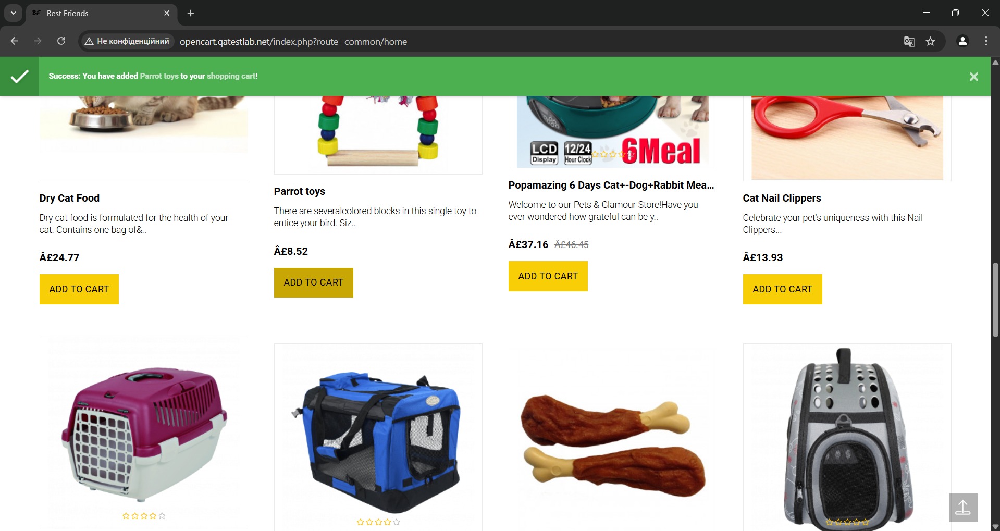 Best Friends
Не конфіденційний
opencart.qatestlab.net/index.php?route=common/home
Success: You have added Parrot toys to your shopping cart!
LCD Display
12/24 Hour Clock
6Meal
Dry Cat Food
Dry cat food is formulated for the health of your
cat. Contains one bag of&..
Â£24.77
ADD TO CART
Parrot toys
There are severalcolored blocks in this single toy to
entice your bird. Siz..
Â£8.52
ADD TO CART
Popamazing 6 Days Cat+-Dog+Rabbit Mea...
Welcome to our Pets & Glamour Store!Have you
ever wondered how grateful can be y..
Â£37.16 Â£46.45
ADD TO CART
Cat Nail Clippers
Celebrate your pet's uniqueness with this Nail
Clippers...
Â£13.93
ADD TO CART